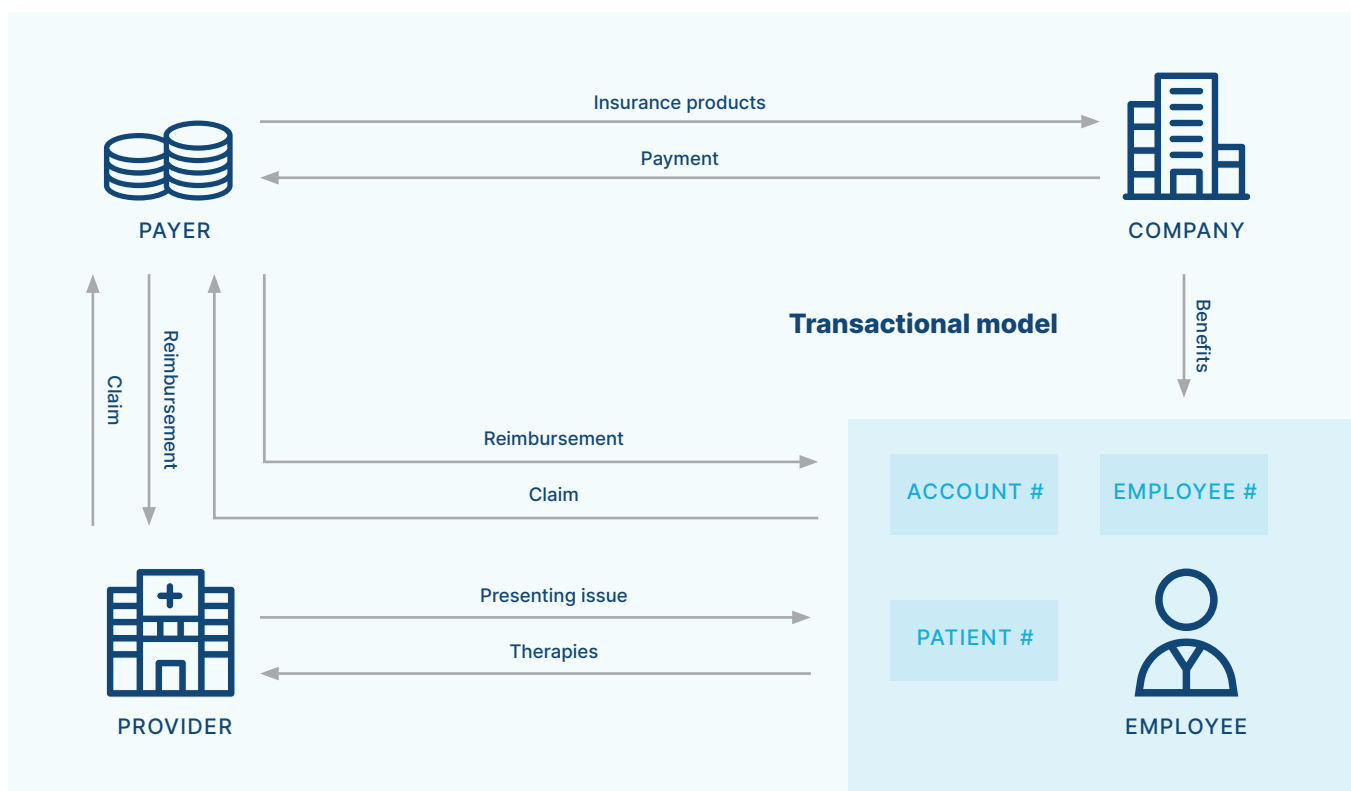 Insurance products
Payment
PAYER
COMPANY
Transactional model
Benefits
Claim
Reimbursement
Reimbursement
Claim
ACCOUNT #
EMPLOYEE #
Presenting issue
Therapies
PATIENT #
PROVIDER
EMPLOYEE